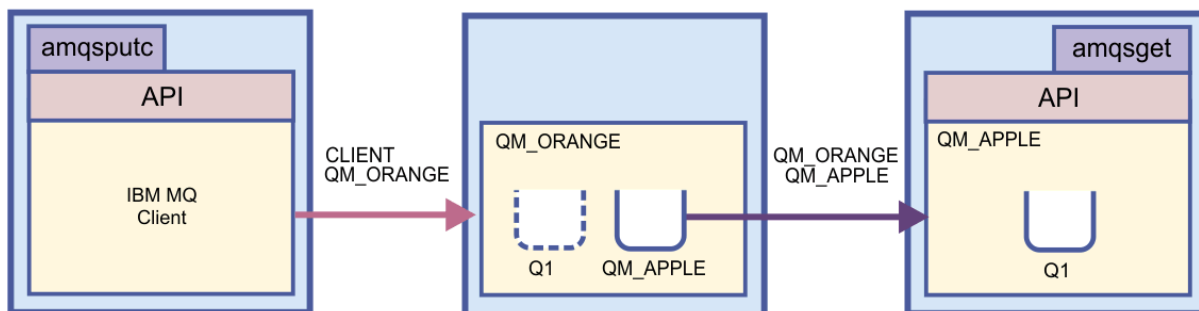 amqsputc
API
IBM MQ
Client
CLIENT
QM_ORANGE
QM_ORANGE
Q1
QM_APPLE
QM_ORANGE
QM_APPLE
amqsget
API
QM_APPLE
Q1